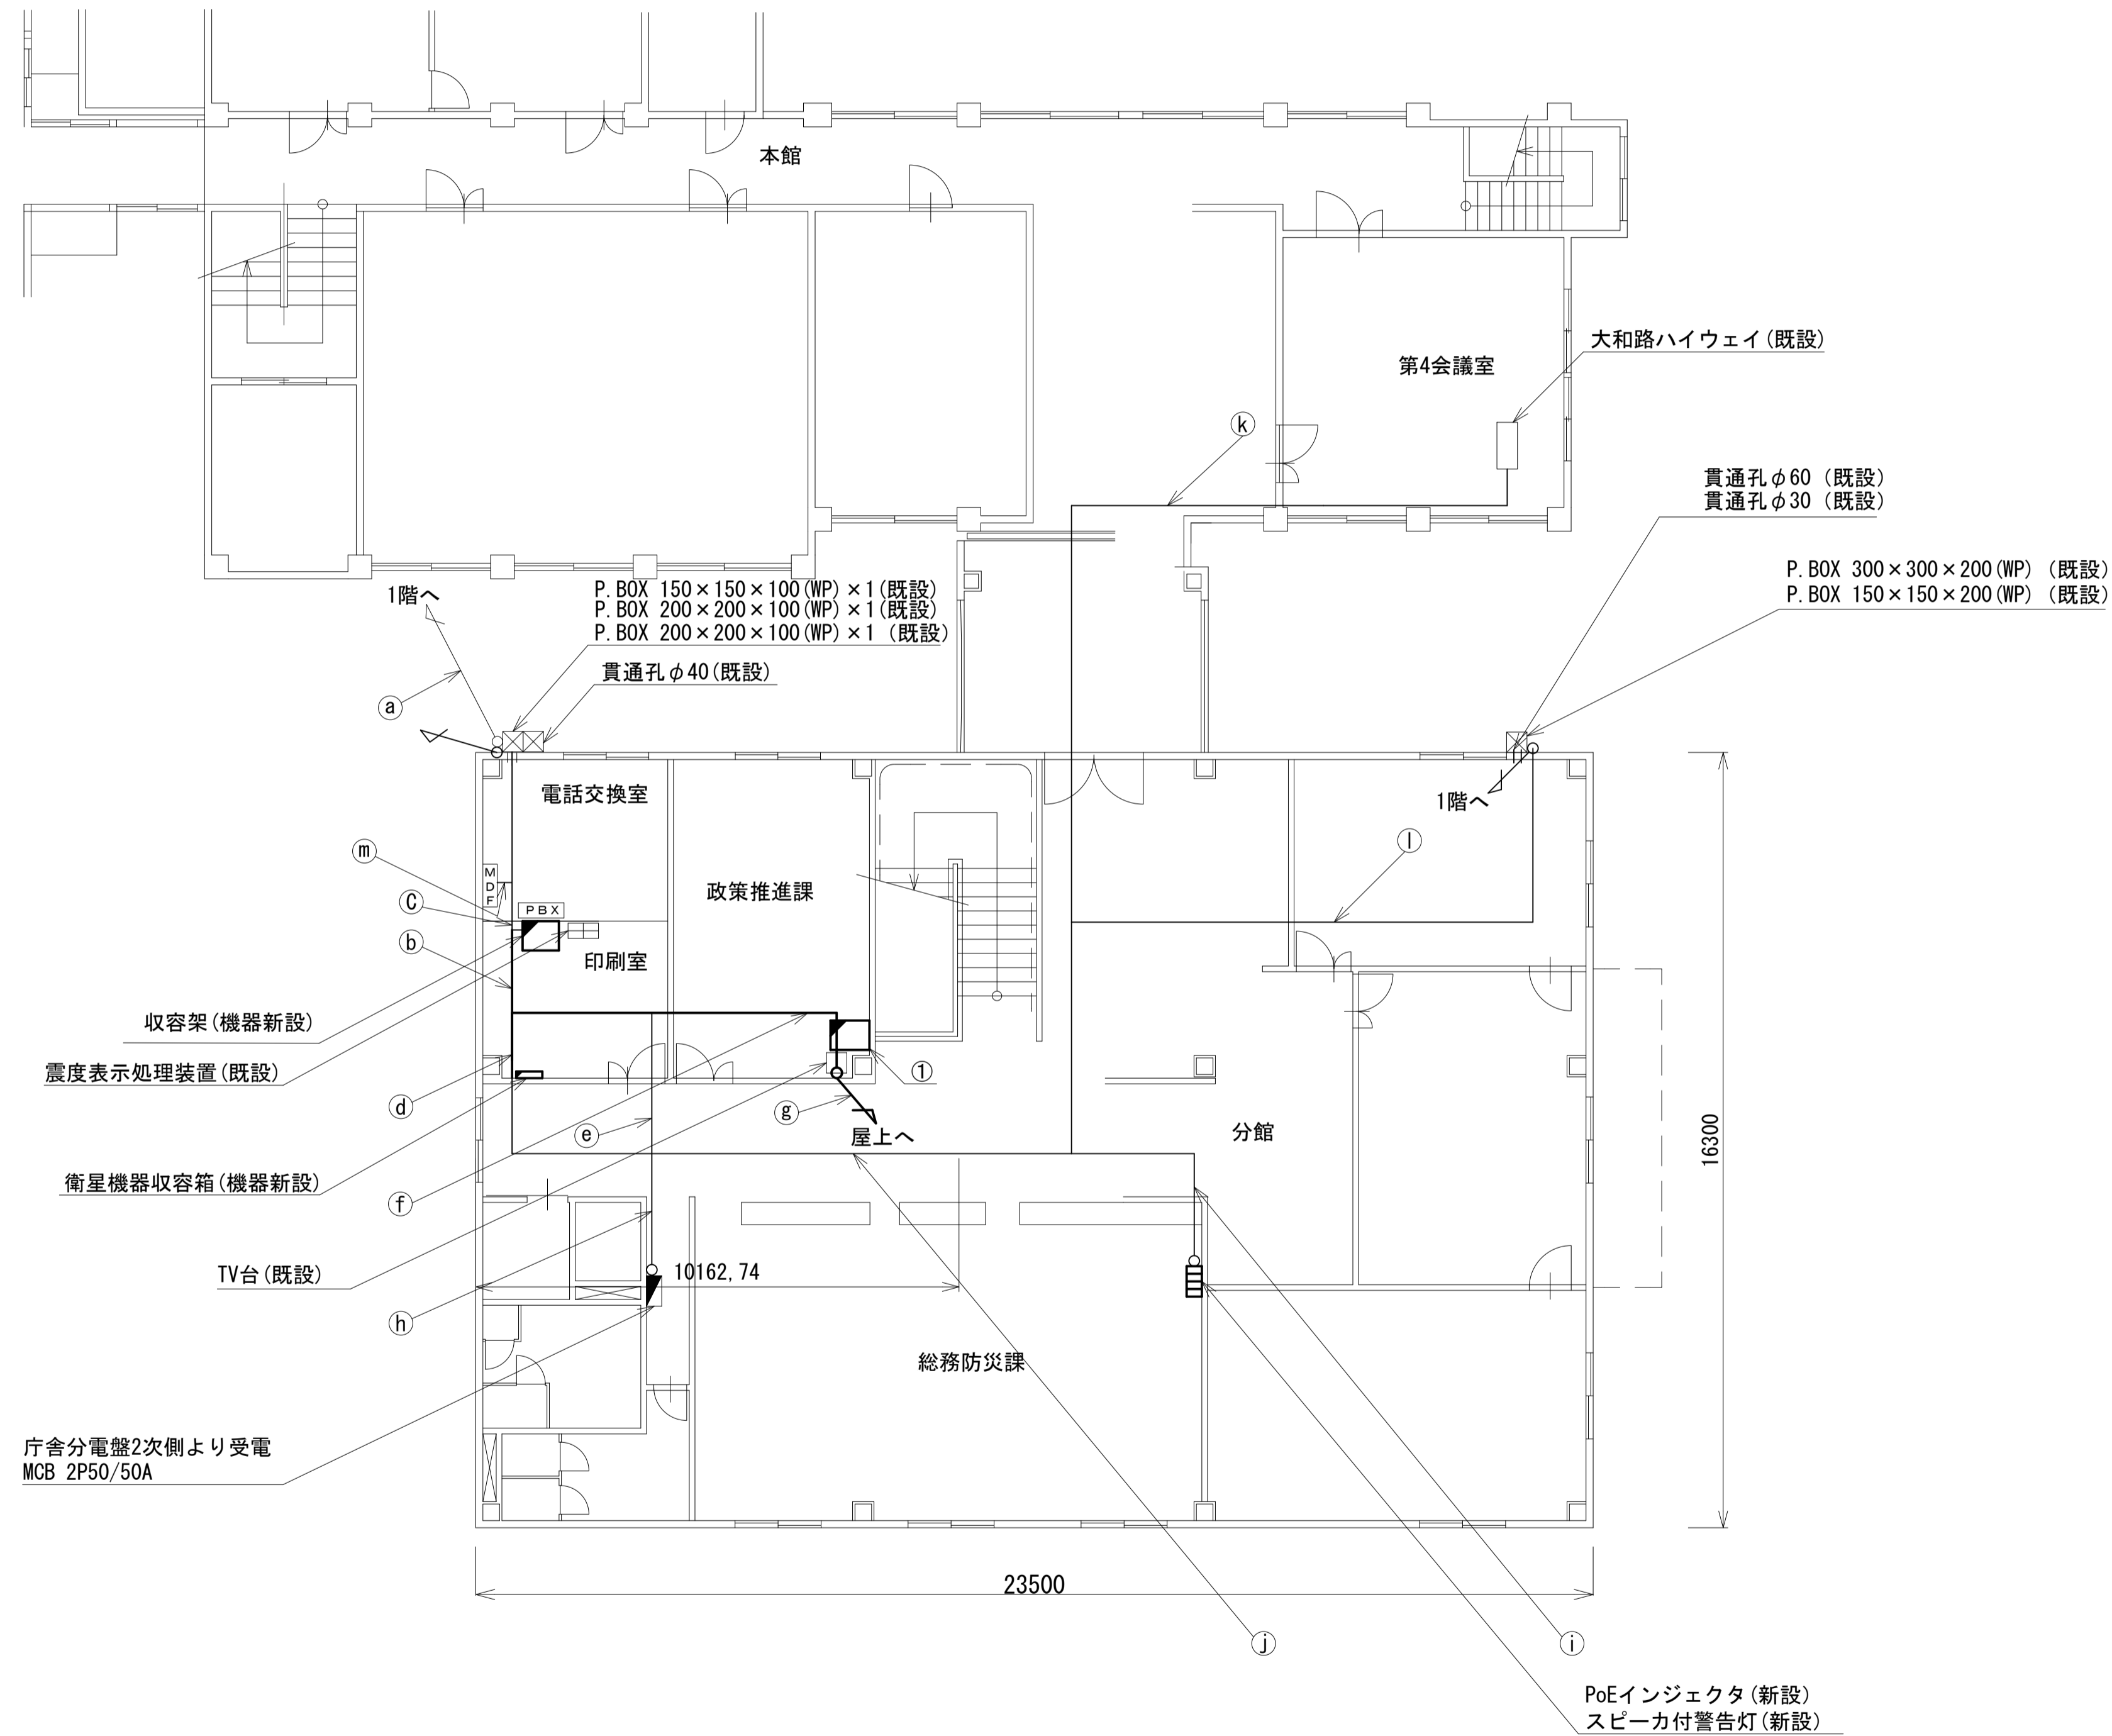 本館
大和路ハイウェイ(既設)
第4会議室
ⓚ
貫通孔φ60 (既設)
貫通孔φ30 (既設)
P.BOX 300×300×200(WP) (既設)
P.BOX 150×150×200(WP) (既設)
1階へ
P.BOX 150×150×100(WP)×1(既設)
P.BOX 200×200×100(WP)×1(既設)
P.BOX 200×200×100(WP)×1 (既設)
貫通孔φ40(既設)
ⓐ
電話交換室
1階へ
ⓛ
ⓜ
MDF
政策推進課
Ⓒ
PBX
ⓑ
印刷室
収容架(機器新設)
震度表示処理装置(既設)
①
ⓓ
ⓖ
ⓔ
屋上へ
分館
16300
衛星機器収容箱(機器新設)
ⓕ
TV台(既設)
10162,74
ⓗ
総務防災課
庁舎分電盤2次側より受電
MCB 2P50/50A
23500
ⓙ
ⓘ
PoEインジェクタ(新設)
スピーカ付警告灯(新設)